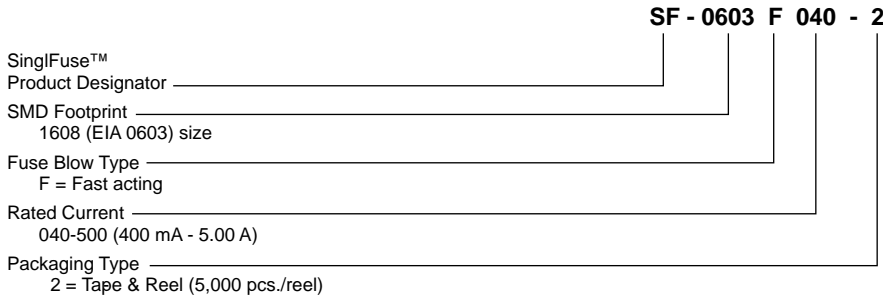 SF - 0603 F 040 - 2
SinglFuse™
Product Designator
SMD Footprint
1608 (EIA 0603) size
Fuse Blow Type
F = Fast acting
Rated Current
040-500 (400 mA - 5.00 A)
Packaging Type
2 = Tape & Reel (5,000 pcs./reel)